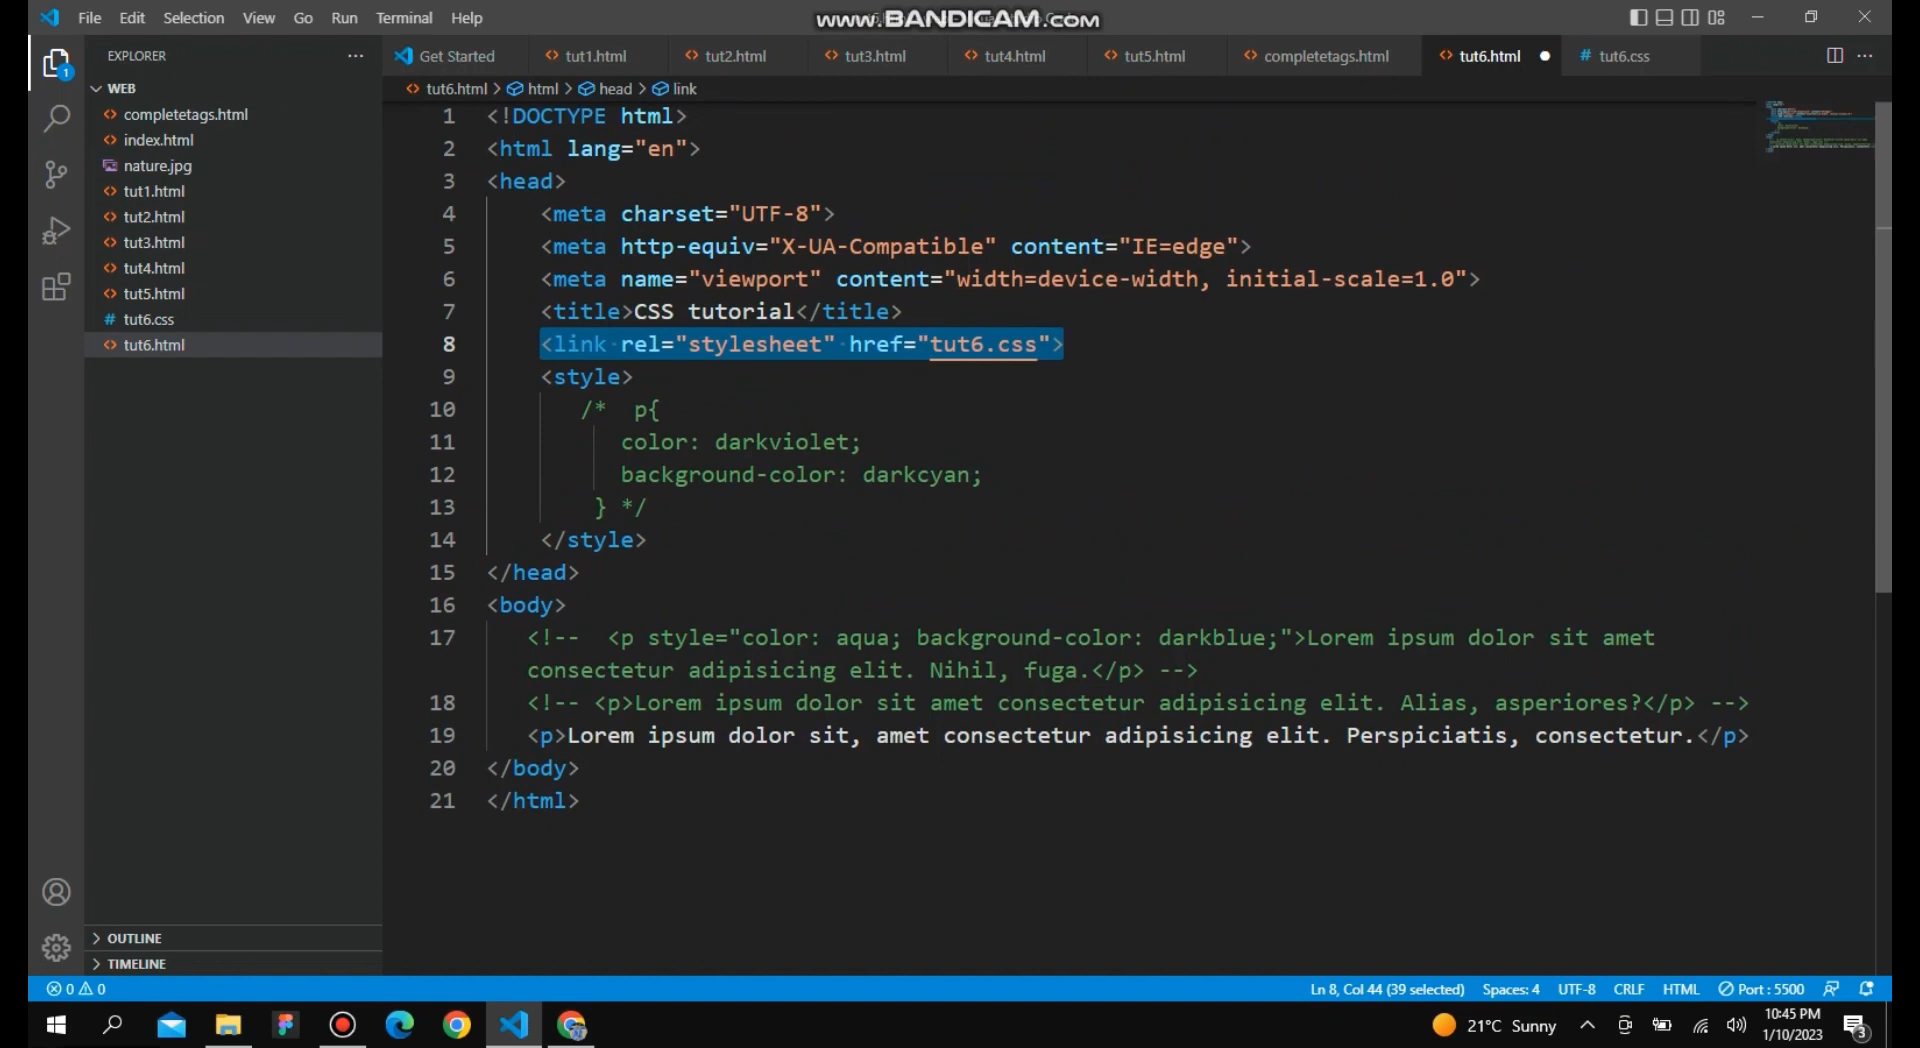 File Edit Selection View Go Run Terminal Help
www.BANDICAM.com
EXPLORER
Get Started
tut1.html
tut2.html
tut3.html
tut4.html
tut5.html
completetags.html
tut6.html
# tut6.css
1
WEB
completetags.html
index.html
nature.jpg
tut1.html
tut2.html
tut3.html
tut4.html
tut5.html
# tut6.css
tut6.html
tut6.html > html > head > link
1 <!DOCTYPE html>
2 <html lang="en">
3 <head>
4 <meta charset="UTF-8">
5 <meta http-equiv="X-UA-Compatible" content="IE=edge">
6 <meta name="viewport" content="width=device-width, initial-scale=1.0">
7 <title>CSS tutorial</title>
8 <link rel="stylesheet" href="tut6.css">
9 <style>
10 /* p{
11 color: darkviolet;
12 background-color: darkcyan;
13 } */
14 </style>
15 </head>
16 <body>
17 <!-- <p style="color: aqua; background-color: darkblue;">Lorem ipsum dolor sit amet
consectetur adipisicing elit. Nihil, fuga.</p> -->
18 <!-- <p>Lorem ipsum dolor sit amet consectetur adipisicing elit. Alias, asperiores?</p> -->
19 <p>Lorem ipsum dolor sit, amet consectetur adipisicing elit. Perspiciatis, consectetur.</p>
20 </body>
21 </html>
OUTLINE
TIMELINE
0 0
Ln 8, Col 44 (39 selected) Spaces: 4 UTF-8 CRLF HTML Port : 5500
21°C Sunny
10:45 PM
1/10/2023
3